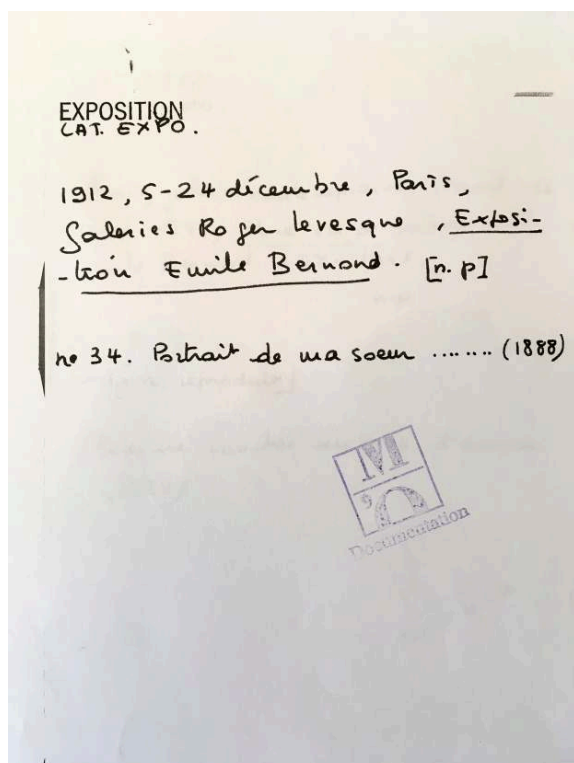 EXPOSITION
CAT. EXPO.
1912, 5-24 décembre, Paris,
Galeries Roger Levesque, Exposi-
-tion Emile Bernard. [n. p]
no 34. Portrait de ma soeur ........ (1888)
M
'O
Documentation